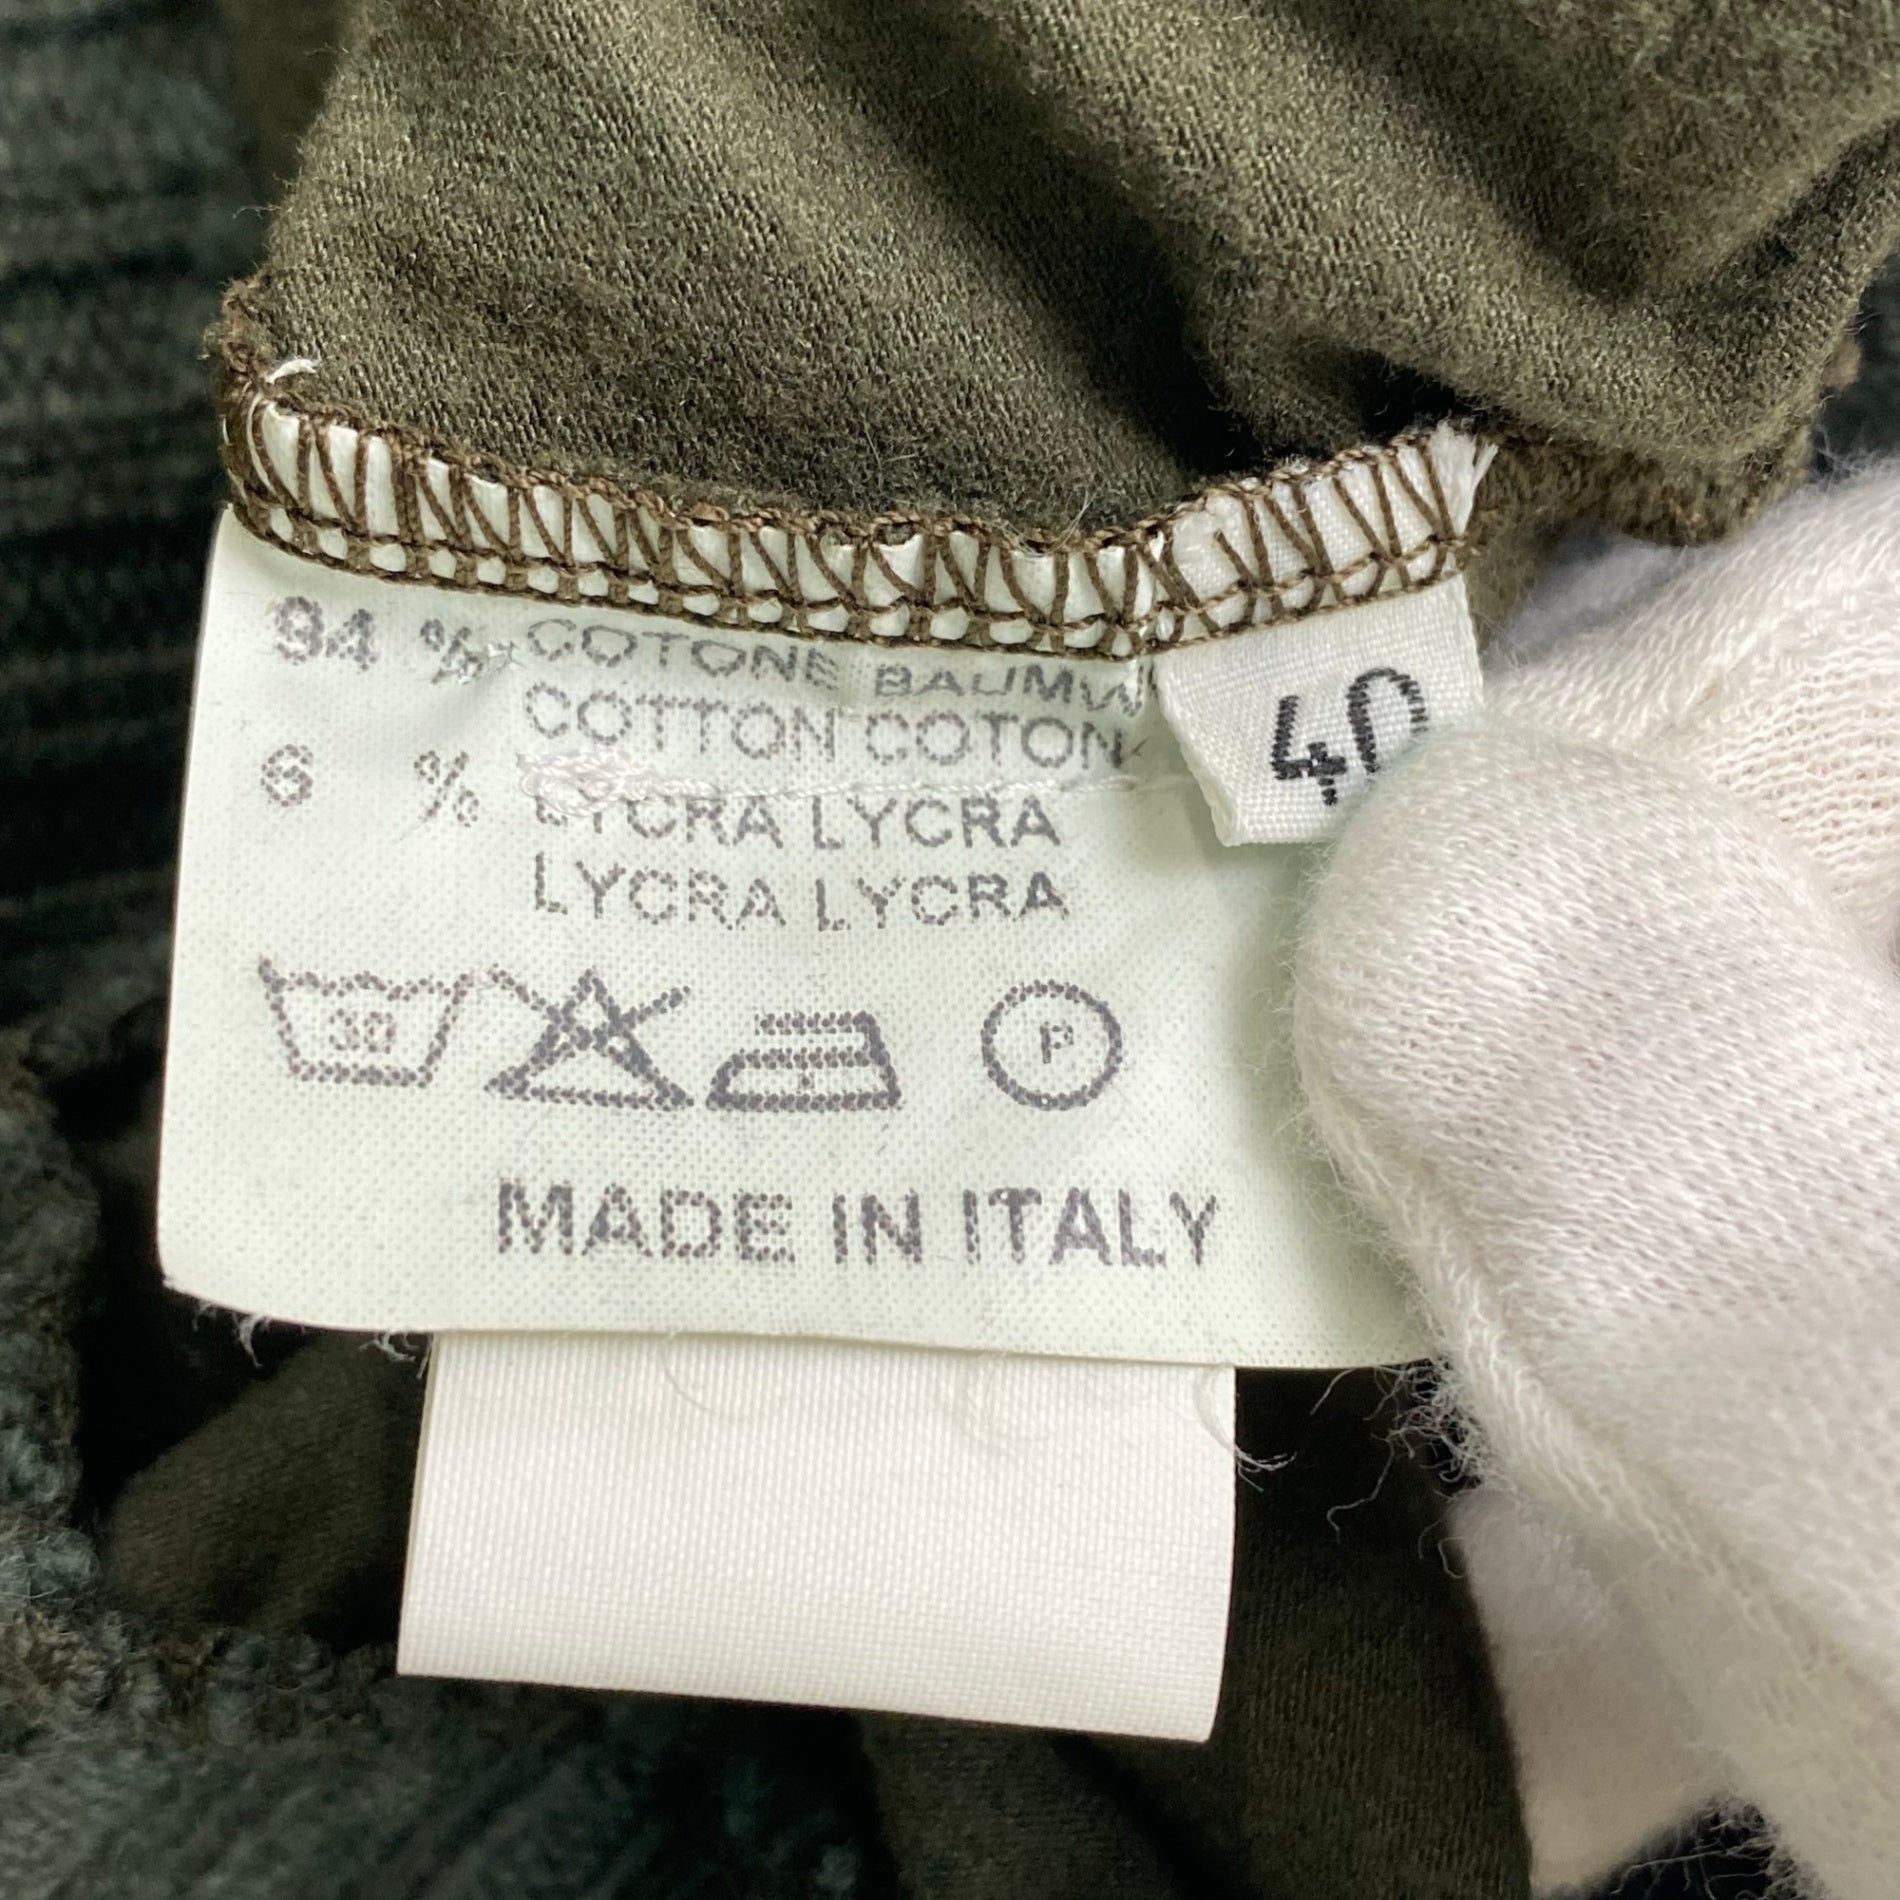 94 % COTONE BAUMW
COTTON COTON
6 % LYCRA LYCRA
LYCRA LYCRA
40
30
P
MADE IN ITALY